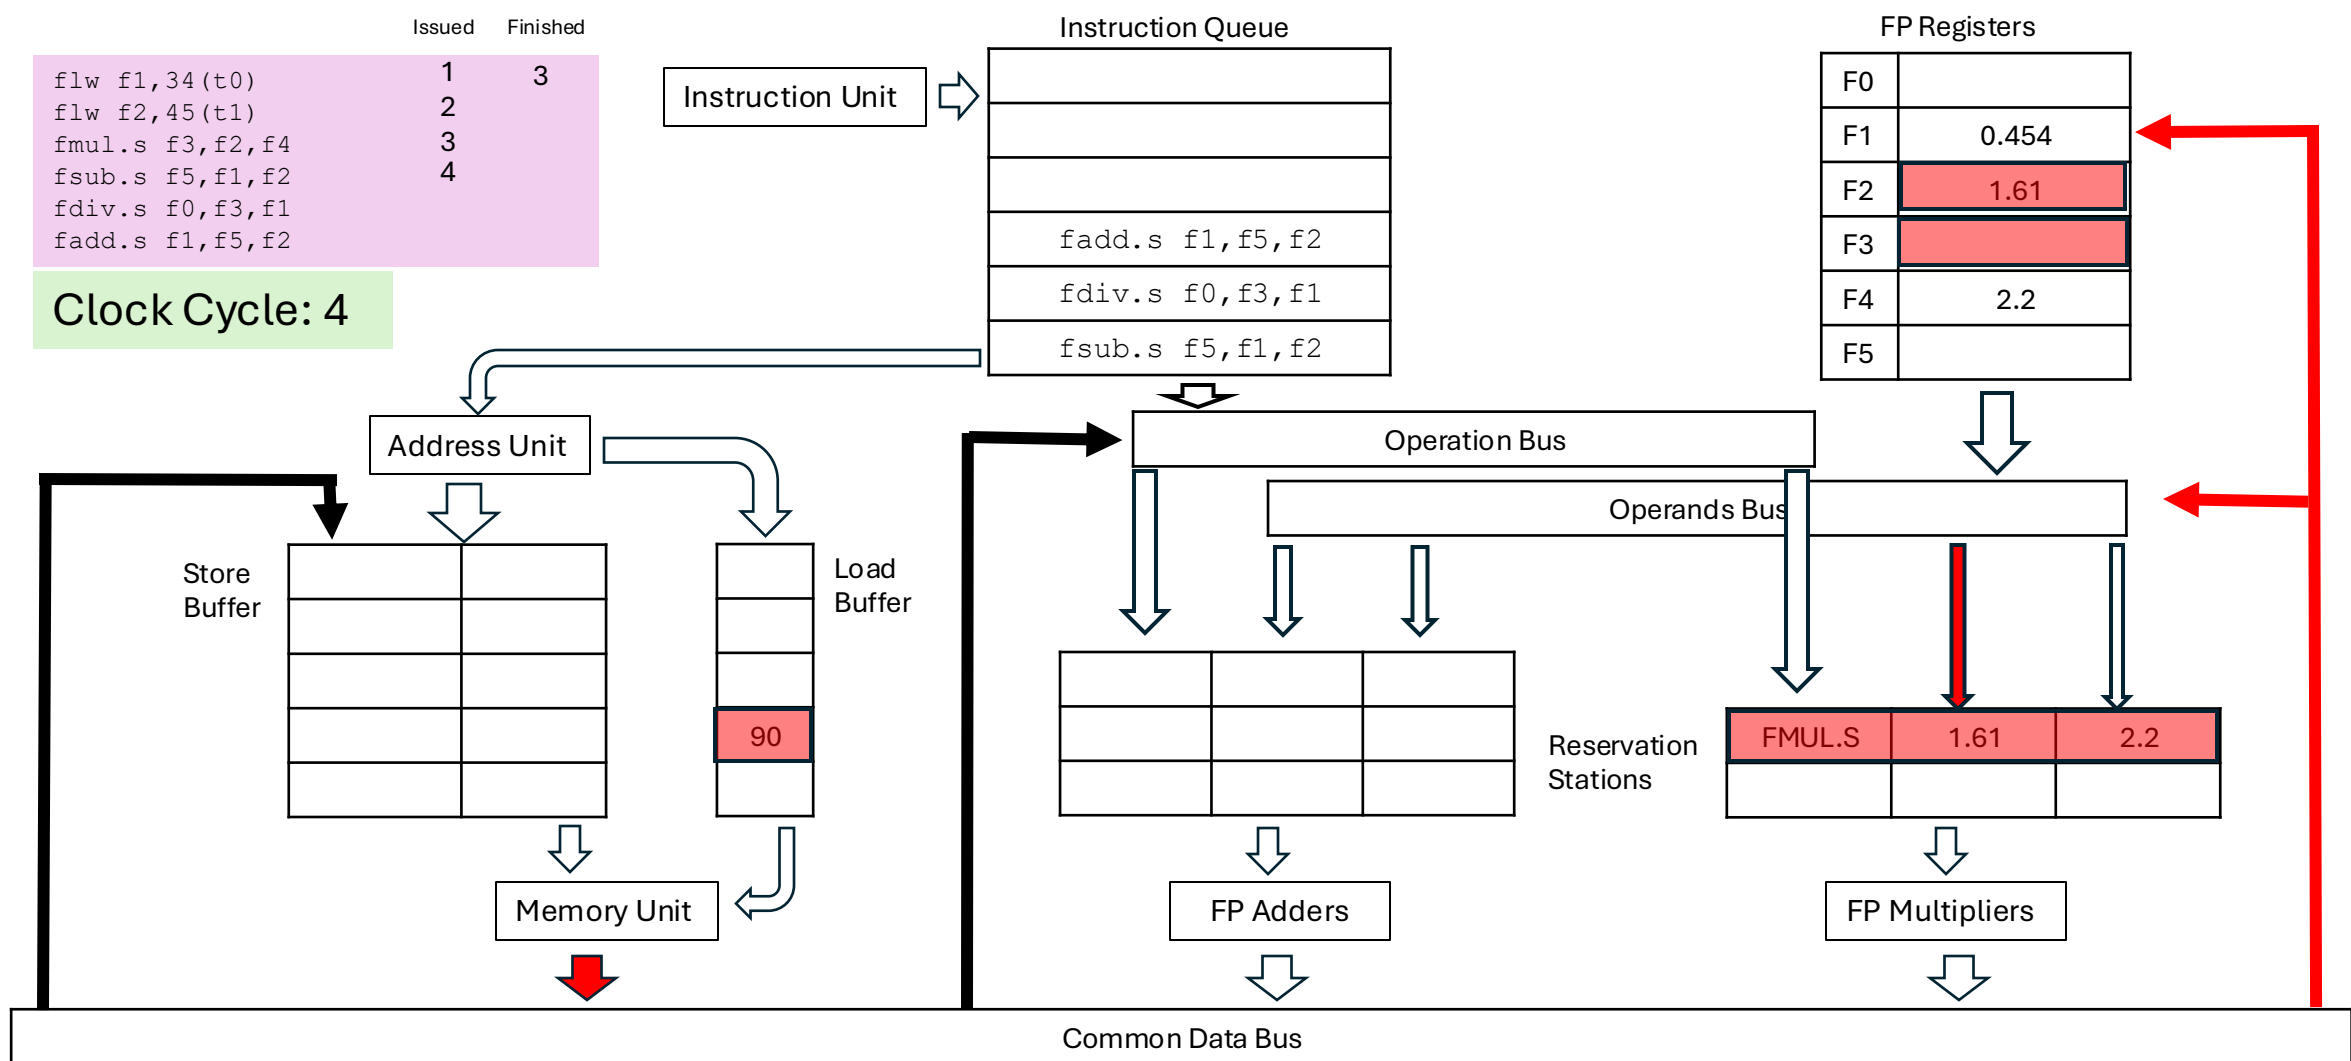 Issued Finished
flw f1,34(t0) 1 3
flw f2,45(t1) 2
fmul.s f3,f2,f4 3
fsub.s f5,f1,f2 4
fdiv.s f0,f3,f1
fadd.s f1,f5,f2
Clock Cycle: 4
Instruction Unit
Instruction Queue
fadd.s f1,f5,f2
fdiv.s f0,f3,f1
fsub.s f5,f1,f2
FP Registers
F0
F1 0.454
F2 1.61
F3
F4 2.2
F5
Address Unit
Operation Bus
Operands Bus
Store
Buffer
Load
Buffer
90
Reservation
Stations
FMUL.S 1.61 2.2
Memory Unit
FP Adders
FP Multipliers
Common Data Bus